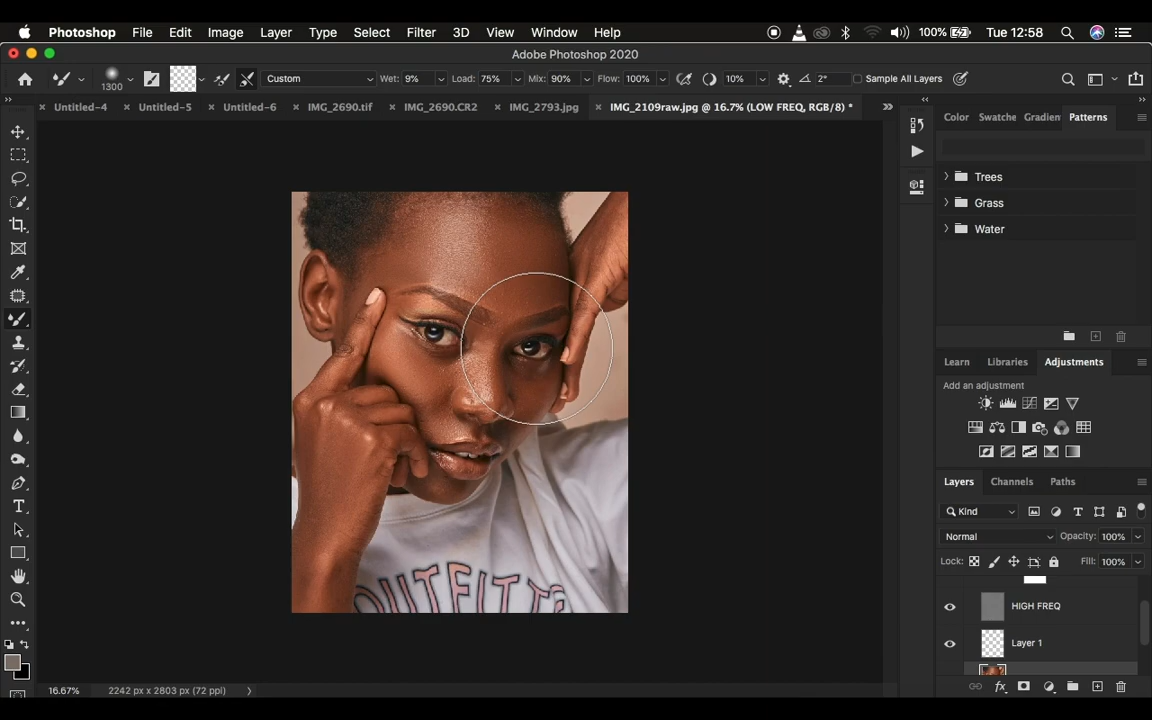 Photoshop File Edit Image Layer Type Select Filter 3D View Window Help 100% Tue 12:58
Adobe Photoshop 2020
1300 Custom Wet: 9% Load: 75% Mix: 90% Flow: 100% 10% 2° Sample All Layers
Untitled-4 Untitled-5 Untitled-6 IMG_2690.tif IMG_2690.CR2 IMG_2793.jpg IMG_2109raw.jpg @ 16.7% (LOW FREQ, RGB/8) *
Color Swatche Gradien Patterns
Trees
Grass
Water
Learn Libraries Adjustments
Add an adjustment
Layers Channels Paths
Kind
Normal Opacity: 100%
Lock: Fill: 100%
HIGH FREQ
Layer 1
OUTFITTE
16.67% 2242 px x 2803 px (72 ppi)